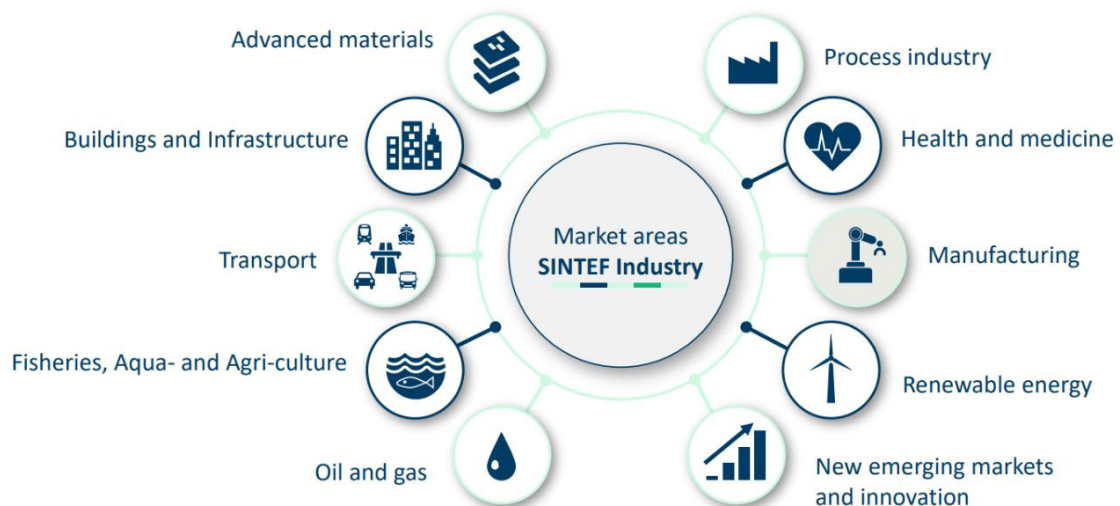 Advanced materials
Process industry
Buildings and Infrastructure
Health and medicine
Market areas
SINTEF Industry
Transport
Manufacturing
Fisheries, Aqua- and Agri-culture
Renewable energy
Oil and gas
New emerging markets
and innovation